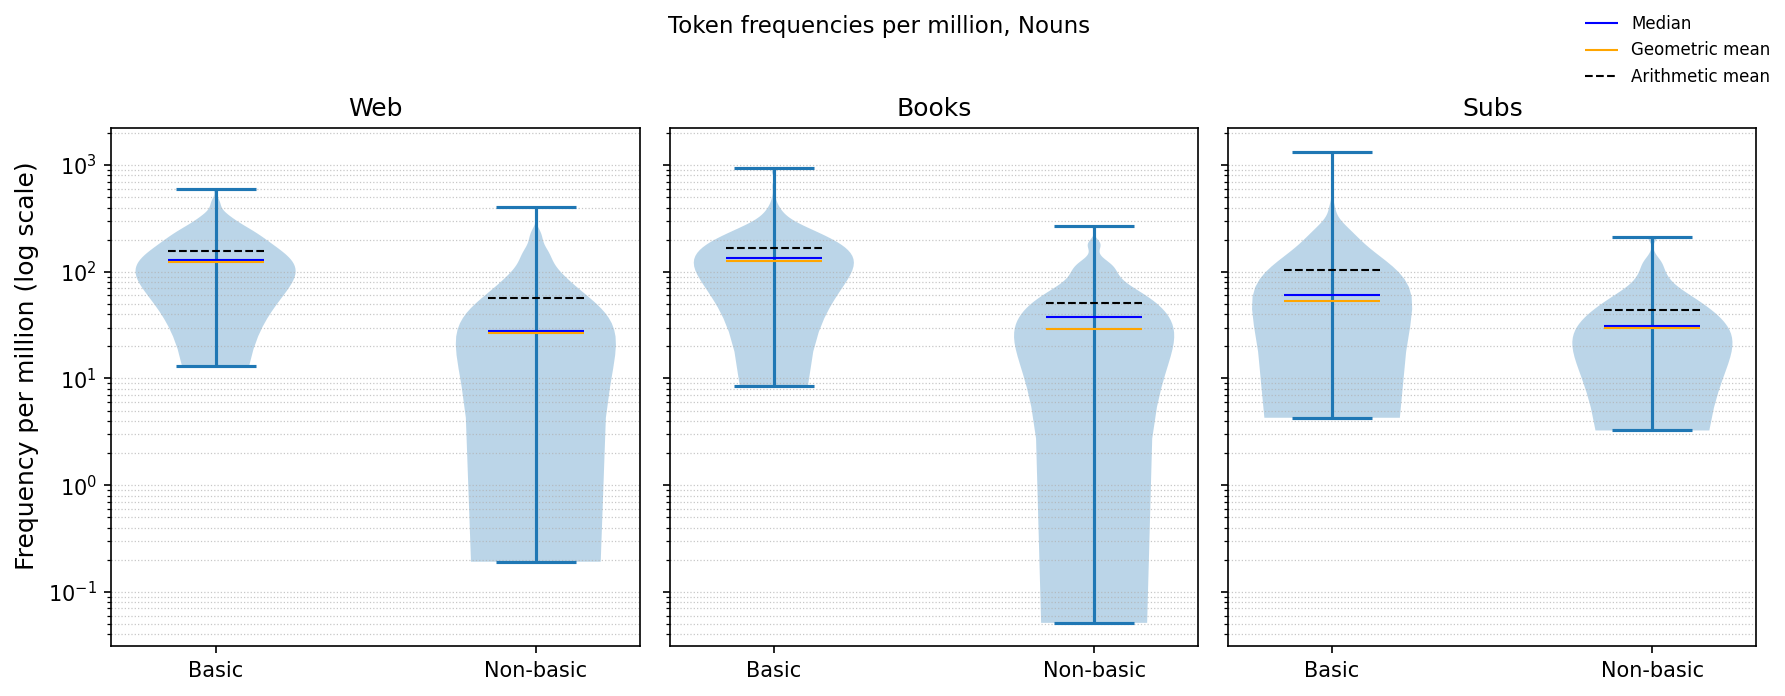 Token frequencies per million, Nouns
Median
Geometric mean
Arithmetic mean
Web
Books
Subs
Frequency per million (log scale)
10³
10²
10¹
10⁰
10⁻¹
Basic
Non-basic
Basic
Non-basic
Basic
Non-basic